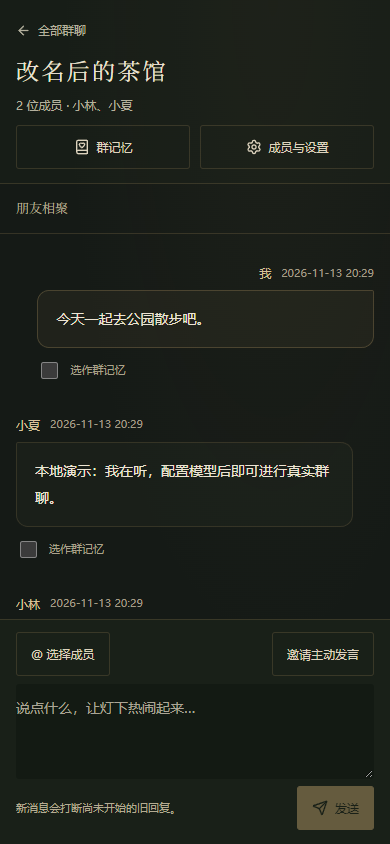 全部群聊
改名后的茶馆
2 位成员 · 小林、小夏
群记忆
成员与设置
朋友相聚
我 2026-11-13 20:29
今天一起去公园散步吧。
选作群记忆
小夏 2026-11-13 20:29
本地演示：我在听，配置模型后即可进行真实群
聊。
选作群记忆
小林 2026-11-13 20:29
@ 选择成员
邀请主动发言
说点什么，让灯下热闹起来…
新消息会打断尚未开始的旧回复。
发送